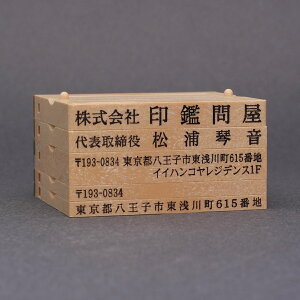 株式会社 印鑑問屋
代表取締役 松浦琴音
〒193-0834 東京都八王子市東浅川町615番地
イイハンコヤレジデンス1F
〒193-0834
東京都八王子市東浅川町615番地